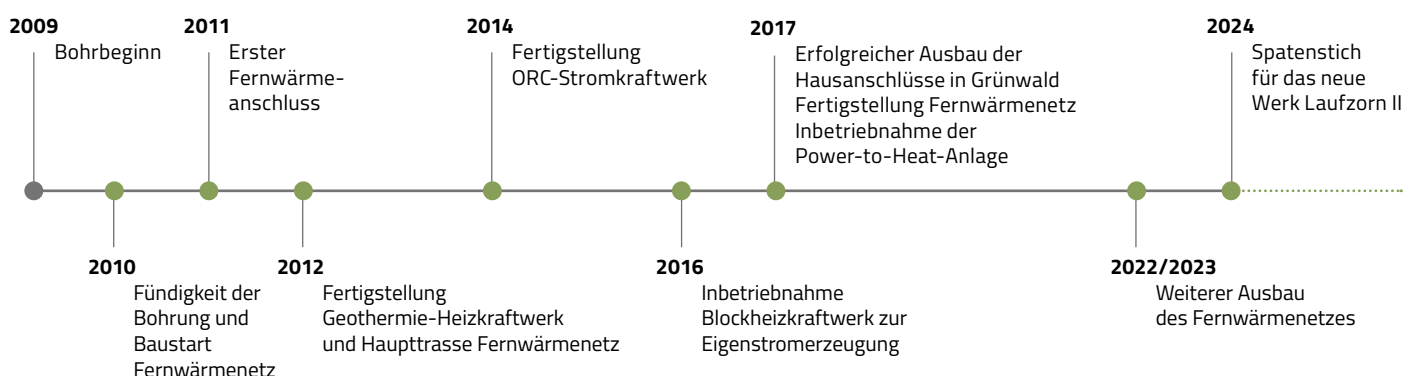 2009
Bohrbeginn
2011
Erster
Fernwärme-
anschluss
2014
Fertigstellung
ORC-Stromkraftwerk
2017
Erfolgreicher Ausbau der
Hausanschlüsse in Grünwald
Fertigstellung Fernwärmenetz
Inbetriebnahme der
Power-to-Heat-Anlage
2024
Spatenstich
für das neue
Werk Laufzorn II
2010
Fündigkeit der
Bohrung und
Baustart
Fernwärmenetz
2012
Fertigstellung
Geothermie-Heizkraftwerk
und Haupttrasse Fernwärmenetz
2016
Inbetriebnahme
Blockheizkraftwerk zur
Eigenstromerzeugung
2022/2023
Weiterer Ausbau
des Fernwärmenetzes